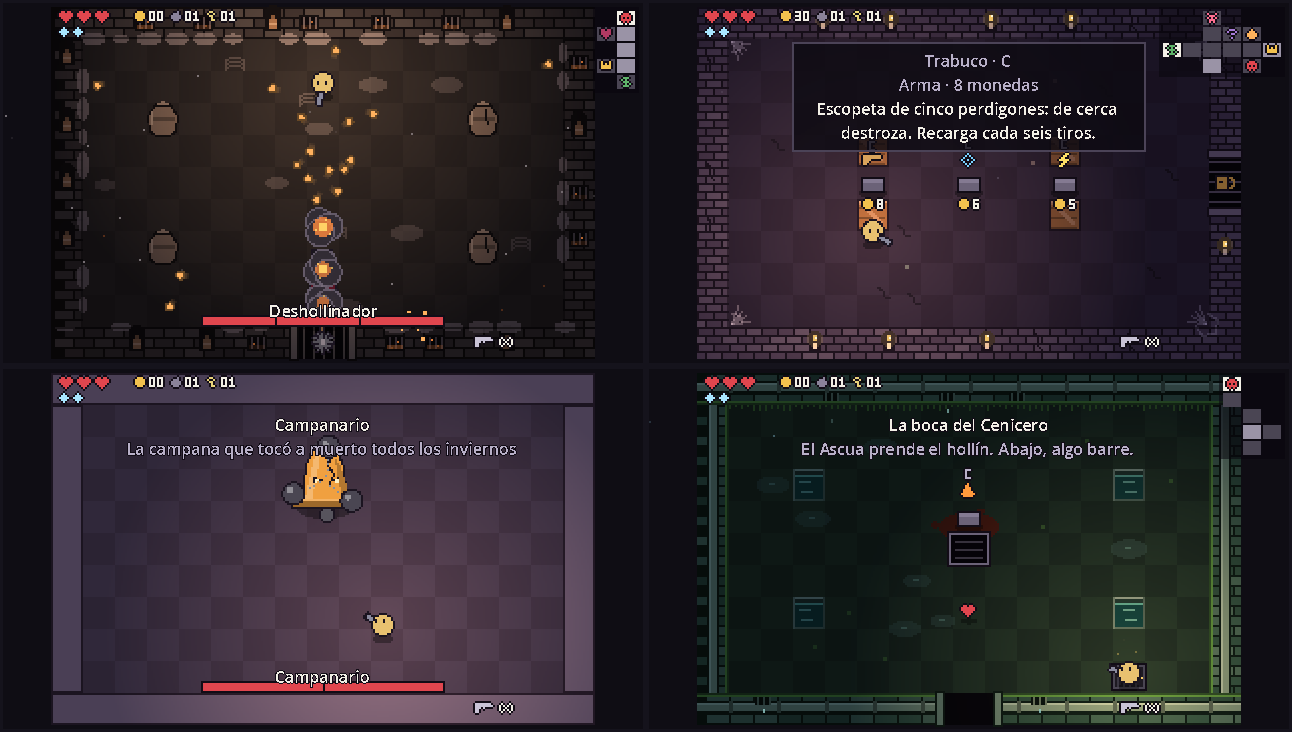 00 01 01
Deshollinador
30 01 01
Trabuco · C
Arma · 8 monedas
Escopeta de cinco perdigones: de cerca
destroza. Recarga cada seis tiros.
8 6 5
00 01 01
Campanario
La campana que tocó a muerto todos los inviernos
Campanario
00 01 01
La boca del Cenicero
El Ascua prende el hollín. Abajo, algo barre.
E